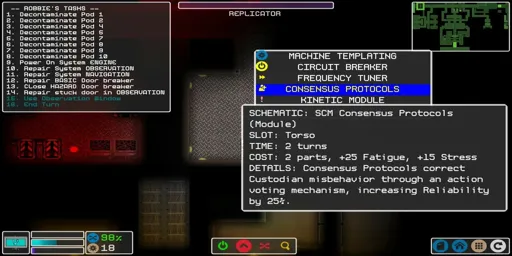 -- ROBBIE'S TASKS --
1. Decontaminate Pod 1
2. Decontaminate Pod 2
3. Decontaminate Pod 3
4. Decontaminate Pod 4
5. Decontaminate Pod 5
6. Decontaminate Pod 6
7. Decontaminate Pod 7
8. Decontaminate Pod 8
9. Power On System ENGINE
10. Repair System OBSERVATION
11. Repair System NAVIGATION
12. Repair BASIC Door breaker
13. Close HAZARD Door breaker
14. Repair stuck door in OBSERVATION
15. Use Observation Window
16. End Turn
REPLICATOR
MACHINE TEMPLATING
CIRCUIT BREAKER
FREQUENCY TUNER
CONSENSUS PROTOCOLS
KINETIC MODULE
SCHEMATIC: SCM Consensus Protocols
(Module)
SLOT: Torso
TIME: 2 turns
COST: 2 parts, +25 Fatigue, +15 Stress
DETAILS: Consensus Protocols correct
Custodian misbehavior through an action
voting mechanism, increasing Reliability
by 25%.
98%
18